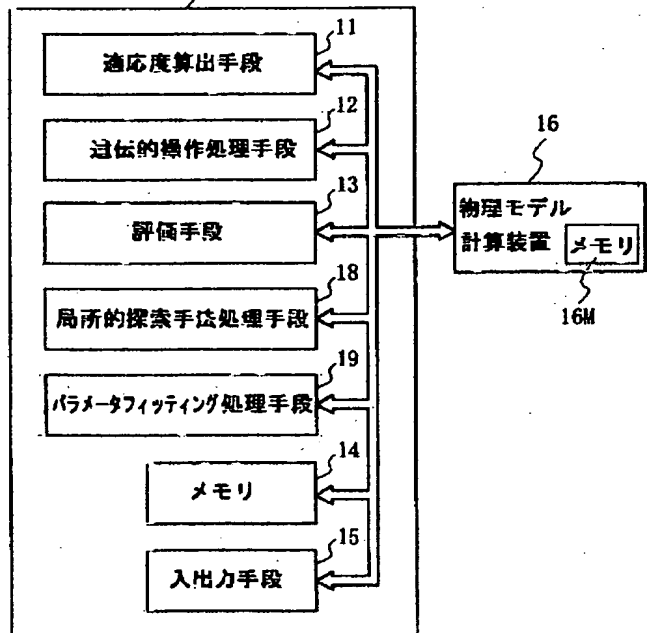 11
適応度算出手段
12
遺伝的操作処理手段
13
評価手段
18
局所的探索手法処理手段
19
パラメータフィッティング処理手段
14
メモリ
15
入出力手段
16
物理モデル
計算装置
メモリ
16M